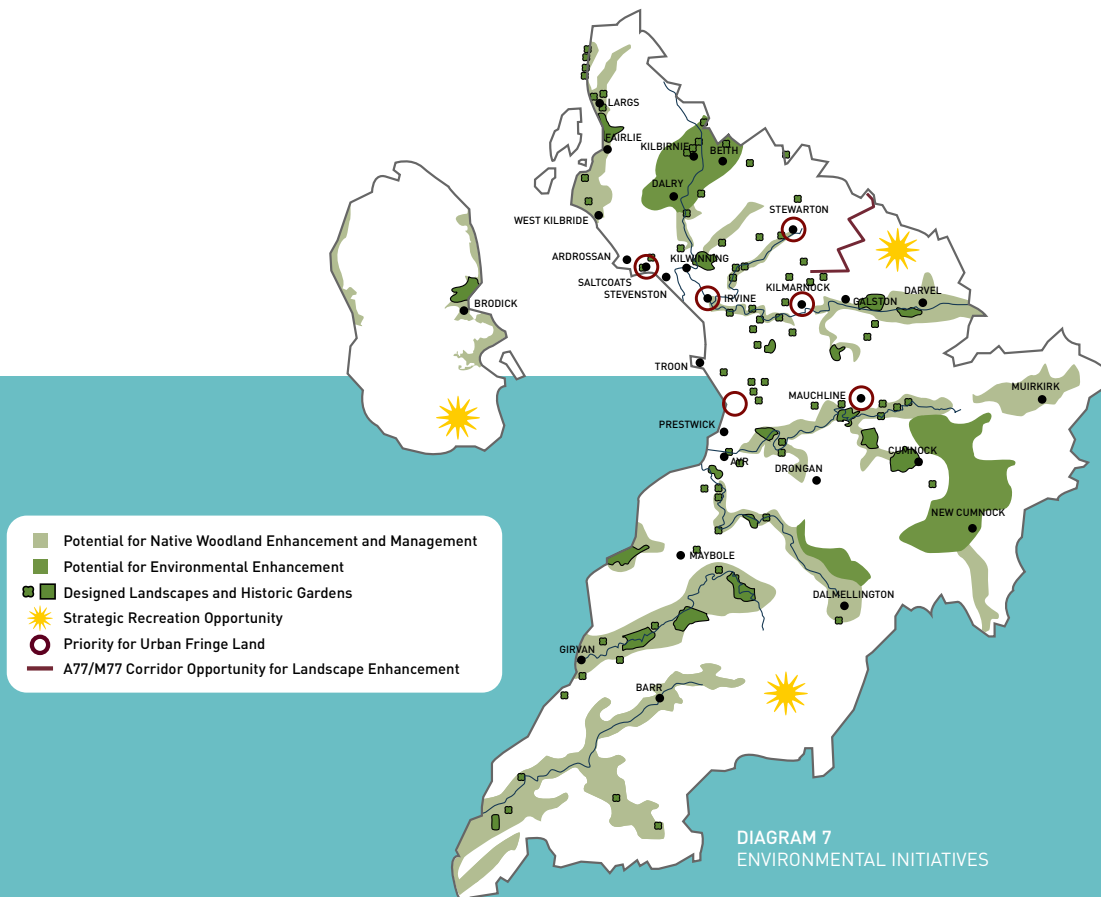 LARGS
FAIRLIE
KILBIRNIE
BEITH
DALRY
STEWARTON
WEST KILBRIDE
ARDROSSAN
KILWINNING
SALTCOATS
STEVENSTON
IRVINE
KILMARNOCK
GALSTON
DARVEL
BRODICK
TROON
MAUCHLINE
MUIRKIRK
PRESTWICK
AYR
DRONGAN
CUMNOCK
NEW CUMNOCK
MAYBOLE
DALMELLINGTON
GIRVAN
BARR
Potential for Native Woodland Enhancement and Management
Potential for Environmental Enhancement
Designed Landscapes and Historic Gardens
Strategic Recreation Opportunity
Priority for Urban Fringe Land
A77/M77 Corridor Opportunity for Landscape Enhancement
DIAGRAM 7
ENVIRONMENTAL INITIATIVES